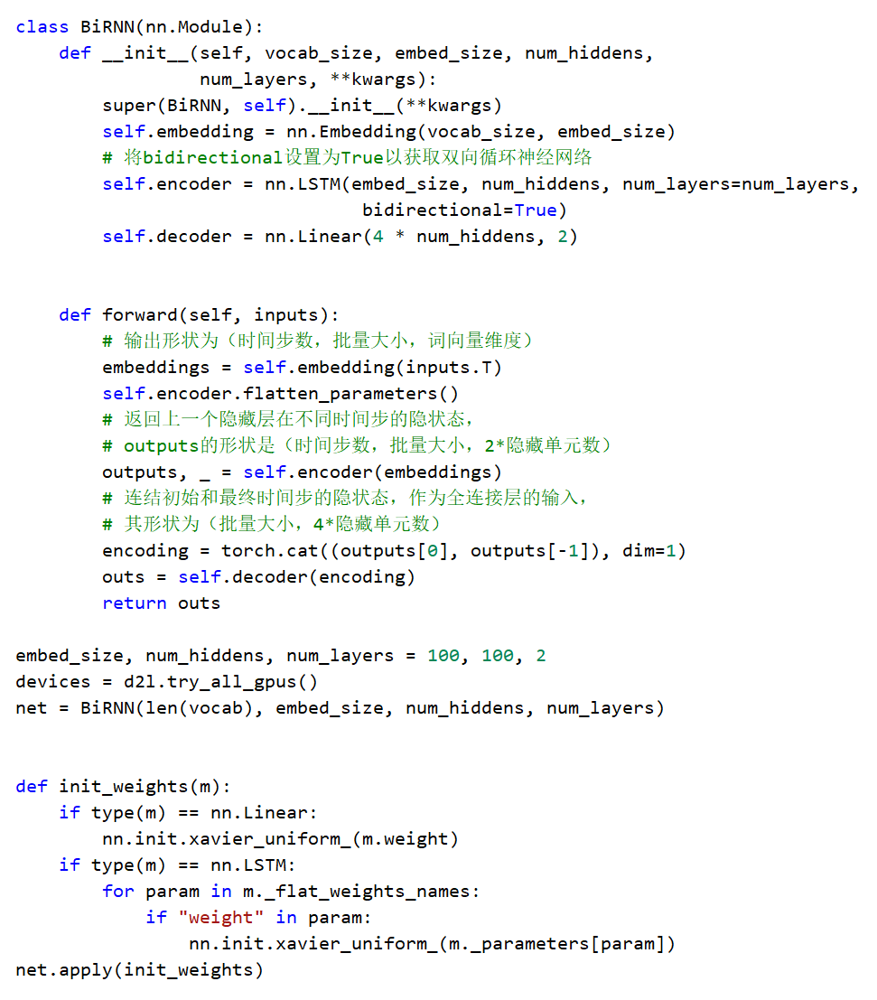 class BiRNN(nn.Module):
    def __init__(self, vocab_size, embed_size, num_hiddens,
                 num_layers, **kwargs):
        super(BiRNN, self).__init__(**kwargs)
        self.embedding = nn.Embedding(vocab_size, embed_size)
        # 将bidirectional设置为True以获取双向循环神经网络
        self.encoder = nn.LSTM(embed_size, num_hiddens, num_layers=num_layers,
                                bidirectional=True)
        self.decoder = nn.Linear(4 * num_hiddens, 2)
    def forward(self, inputs):
        # 输出形状为（时间步数，批量大小，词向量维度）
        embeddings = self.embedding(inputs.T)
        self.encoder.flatten_parameters()
        # 返回上一个隐藏层在不同时间步的隐状态，
        # outputs的形状是（时间步数，批量大小，2*隐藏单元数）
        outputs, _ = self.encoder(embeddings)
        # 连结初始和最终时间步的隐状态，作为全连接层的输入，
        # 其形状为（批量大小，4*隐藏单元数）
        encoding = torch.cat((outputs[0], outputs[-1]), dim=1)
        outs = self.decoder(encoding)
        return outs
embed_size, num_hiddens, num_layers = 100, 100, 2
devices = d2l.try_all_gpus()
net = BiRNN(len(vocab), embed_size, num_hiddens, num_layers)
def init_weights(m):
    if type(m) == nn.Linear:
        nn.init.xavier_uniform_(m.weight)
    if type(m) == nn.LSTM:
        for param in m._flat_weights_names:
            if "weight" in param:
                nn.init.xavier_uniform_(m._parameters[param])
net.apply(init_weights)